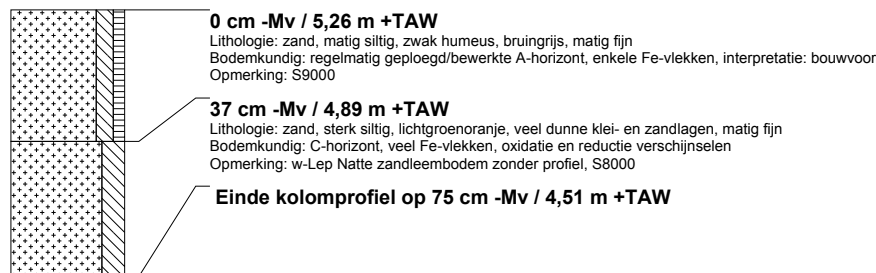 0 cm -Mv / 5,26 m +TAW
Lithologie: zand, matig siltig, zwak humeus, bruingrijs, matig fijn
Bodemkundig: regelmatig geploegd/bewerkte A-horizont, enkele Fe-vlekken, interpretatie: bouwvoor
Opmerking: S9000
37 cm -Mv / 4,89 m +TAW
Lithologie: zand, sterk siltig, lichtgroenoranje, veel dunne klei- en zandlagen, matig fijn
Bodemkundig: C-horizont, veel Fe-vlekken, oxidatie en reductie verschijnselen
Opmerking: w-Lep Natte zandleembodem zonder profiel, S8000
Einde kolomprofiel op 75 cm -Mv / 4,51 m +TAW